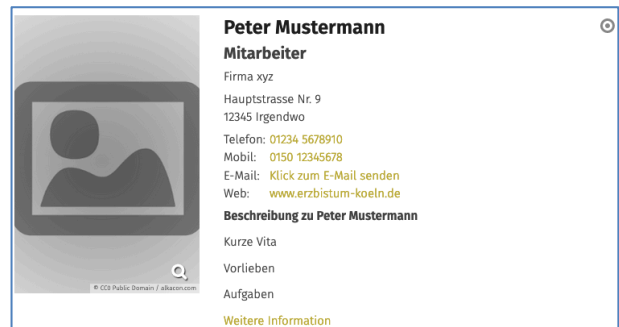 Peter Mustermann
Mitarbeiter
Firma xyz
Hauptstrasse Nr. 9
12345 Irgendwo
Telefon: 01234 5678910
Mobil: 0150 12345678
E-Mail: Klick zum E-Mail senden
Web: www.erzbistum-koeln.de
Beschreibung zu Peter Mustermann
Kurze Vita
Vorlieben
Aufgaben
Weitere Information
© CC0 Public Domain / alkacon.com